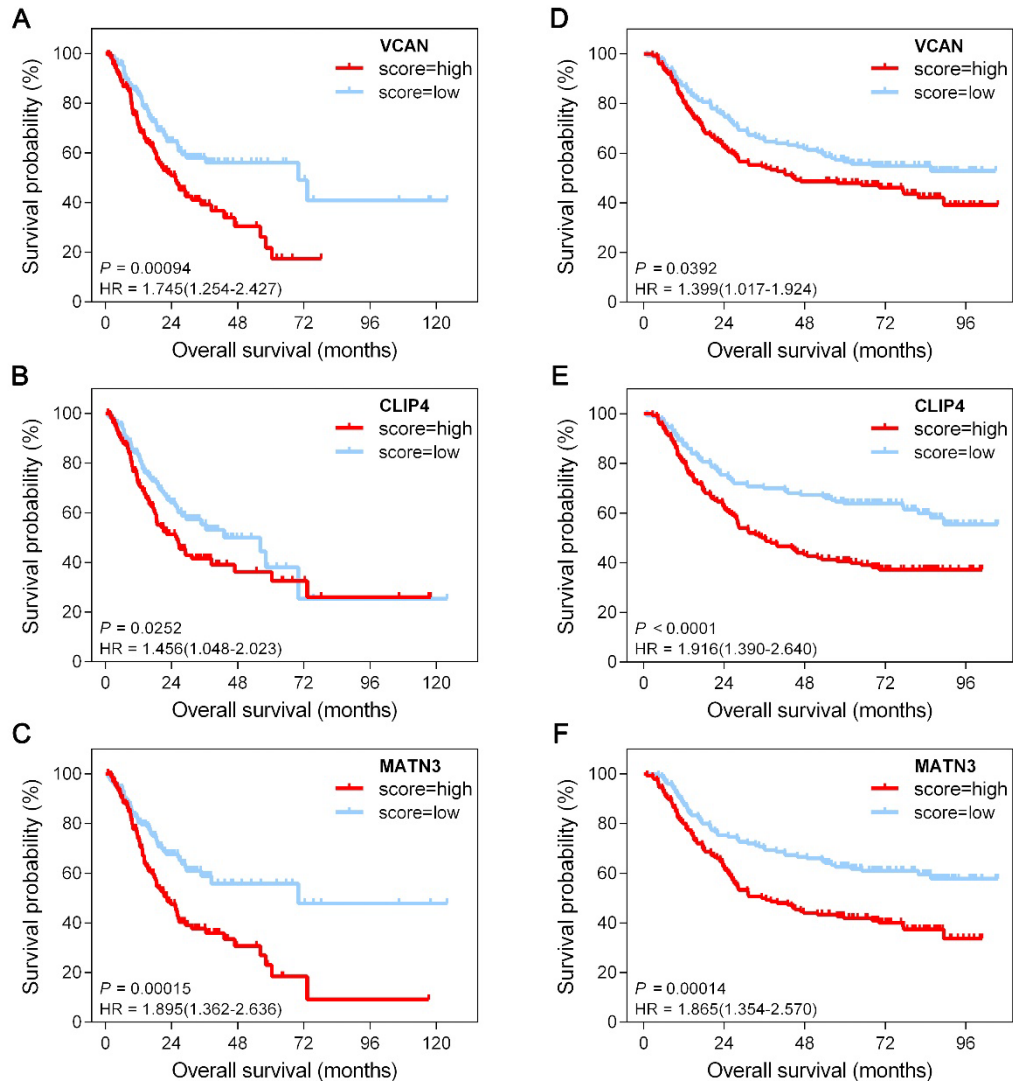 A
VCAN
score=high
score=low
Survival probability (%)
100
80
60
40
20
0
P = 0.00094
HR = 1.745(1.254-2.427)
0 24 48 72 96 120
Overall survival (months)
D
VCAN
score=high
score=low
Survival probability (%)
100
80
60
40
20
0
P = 0.0392
HR = 1.399(1.017-1.924)
0 24 48 72 96
Overall survival (months)
B
CLIP4
score=high
score=low
Survival probability (%)
100
80
60
40
20
0
P = 0.0252
HR = 1.456(1.048-2.023)
0 24 48 72 96 120
Overall survival (months)
E
CLIP4
score=high
score=low
Survival probability (%)
100
80
60
40
20
0
P < 0.0001
HR = 1.916(1.390-2.640)
0 24 48 72 96
Overall survival (months)
C
MATN3
score=high
score=low
Survival probability (%)
100
80
60
40
20
0
P = 0.00015
HR = 1.895(1.362-2.636)
0 24 48 72 96 120
Overall survival (months)
F
MATN3
score=high
score=low
Survival probability (%)
100
80
60
40
20
0
P = 0.00014
HR = 1.865(1.354-2.570)
0 24 48 72 96
Overall survival (months)